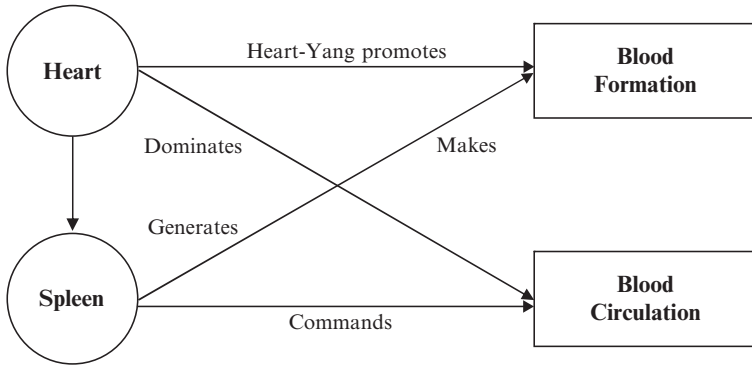 Heart
Heart-Yang promotes
Blood
Formation
Dominates
Makes
Generates
Spleen
Commands
Blood
Circulation